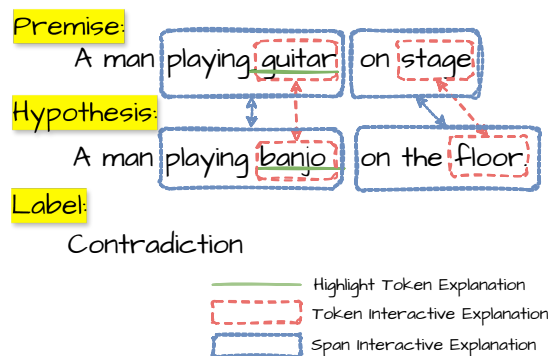 Premise:
A man playing guitar on stage
Hypothesis:
A man playing banjo on the floor.
Label:
Contradiction
Highlight Token Explanation
Token Interactive Explanation
Span Interactive Explanation